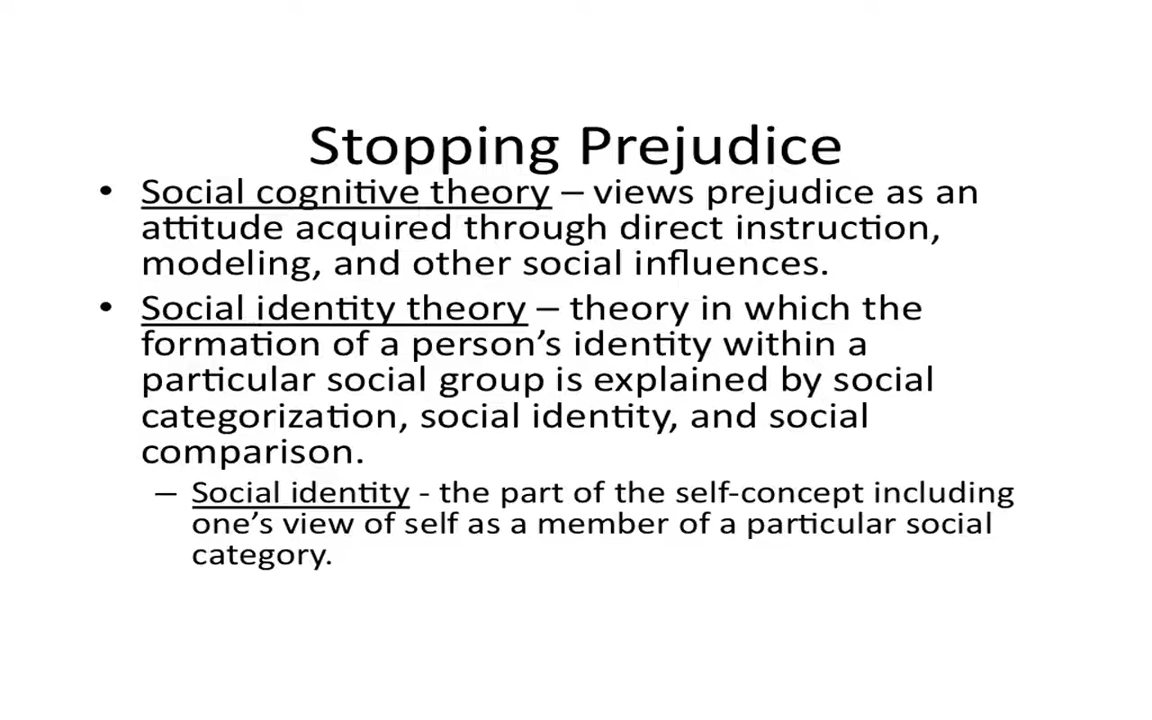 Stopping Prejudice
• Social cognitive theory – views prejudice as an
attitude acquired through direct instruction,
modeling, and other social influences.
• Social identity theory – theory in which the
formation of a person’s identity within a
particular social group is explained by social
categorization, social identity, and social
comparison.
– Social identity - the part of the self-concept including
one’s view of self as a member of a particular social
category.